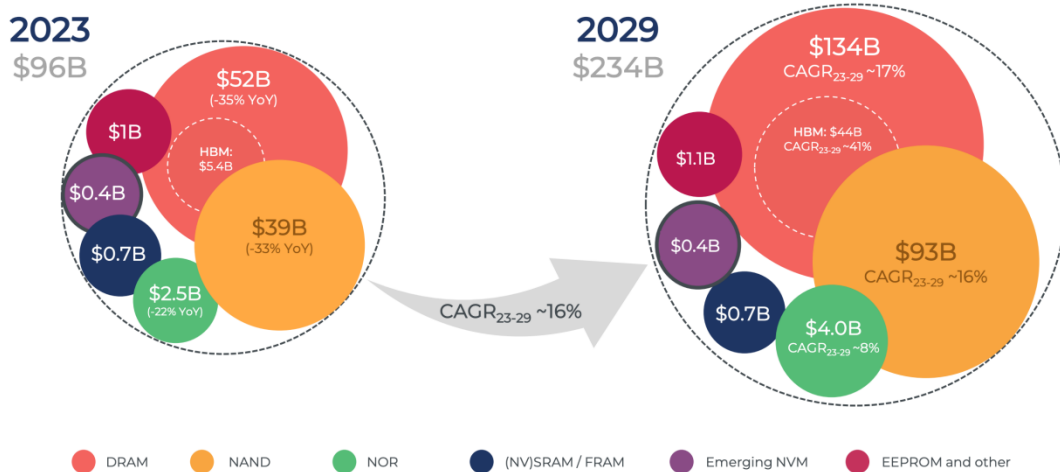 2023
$96B
$52B
(-35% YoY)
HBM:
$5.4B
$1B
$0.4B
$0.7B
$2.5B
(-22% YoY)
$39B
(-33% YoY)
CAGR23-29 ~16%
2029
$234B
$134B
CAGR23-29 ~17%
HBM: $44B
CAGR23-29 ~41%
$1.1B
$0.4B
$0.7B
$4.0B
CAGR23-29 ~8%
$93B
CAGR23-29 ~16%
DRAM
NAND
NOR
(NV)SRAM / FRAM
Emerging NVM
EEPROM and other